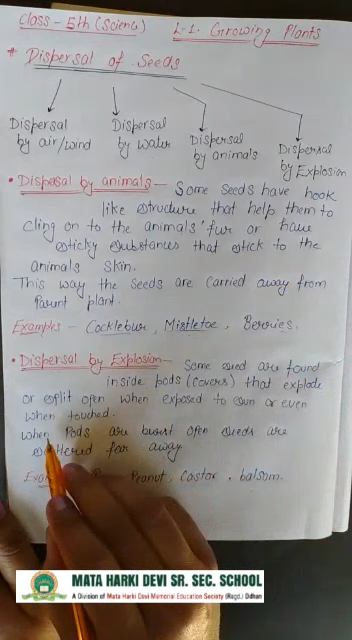 Class - 5th (Science) L-1. Growing Plants
* Dispersal of Seeds
Dispersal by air/wind
Dispersal by water
Dispersal by animals
Dispersal by Explosion
• Dispersal by animals - Some Seeds have hook
like structure that help them to
cling on to the animals' fur or have
sticky substances that stick to the
animals skin.
This way the seeds are carried away from
Parent plant.
Examples - Cocklebur, Mistletoe, Berries.
• Dispersal by Explosion - Some seed are found
inside pods (covers) that explode
or split open when exposed to sun or even
when touched.
When Pods are burst open seeds are
scattered far away
Peanut, Castor, balsam.
MATA HARKI DEVI SR. SEC. SCHOOL
A Division of Mata Harki Devi Memorial Education Society (Regd.) Odhan